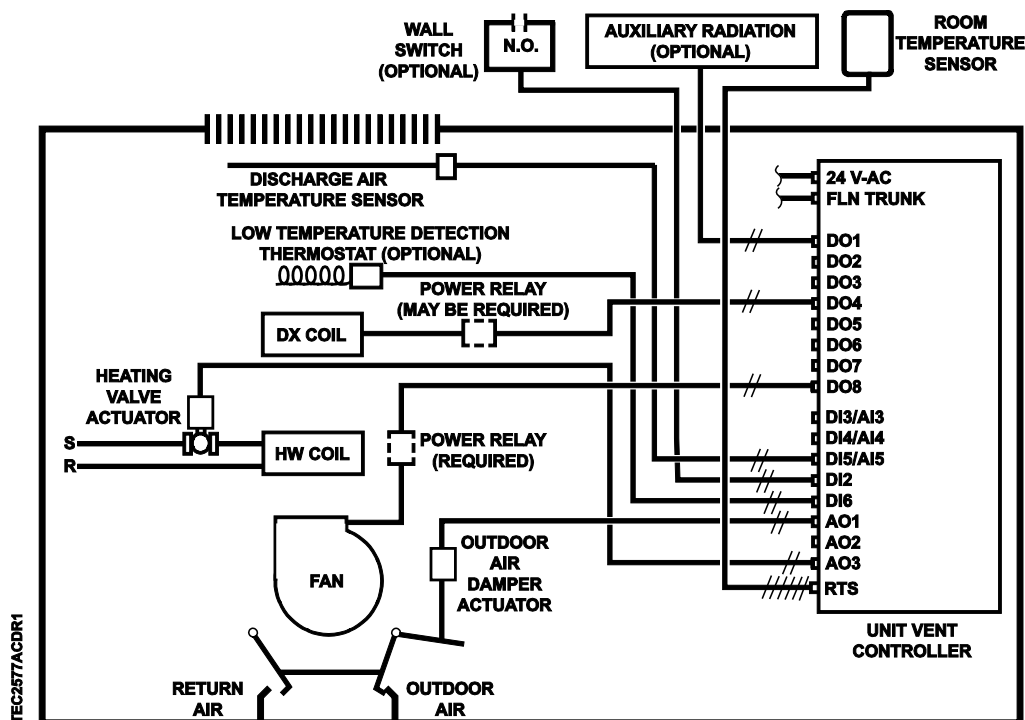 WALL
SWITCH
(OPTIONAL)
N.O.
AUXILIARY RADIATION
(OPTIONAL)
ROOM
TEMPERATURE
SENSOR
DISCHARGE AIR
TEMPERATURE SENSOR
LOW TEMPERATURE DETECTION
THERMOSTAT (OPTIONAL)
POWER RELAY
(MAY BE REQUIRED)
DX COIL
HEATING
VALVE
ACTUATOR
S
R
HW COIL
POWER RELAY
(REQUIRED)
FAN
OUTDOOR
AIR
DAMPER
ACTUATOR
RETURN
AIR
OUTDOOR
AIR
24 V-AC
FLN TRUNK
DO1
DO2
DO3
DO4
DO5
DO6
DO7
DO8
DI3/AI3
DI4/AI4
DI5/AI5
DI2
DI6
AO1
AO2
AO3
RTS
UNIT VENT
CONTROLLER
TEC2577ACDR1